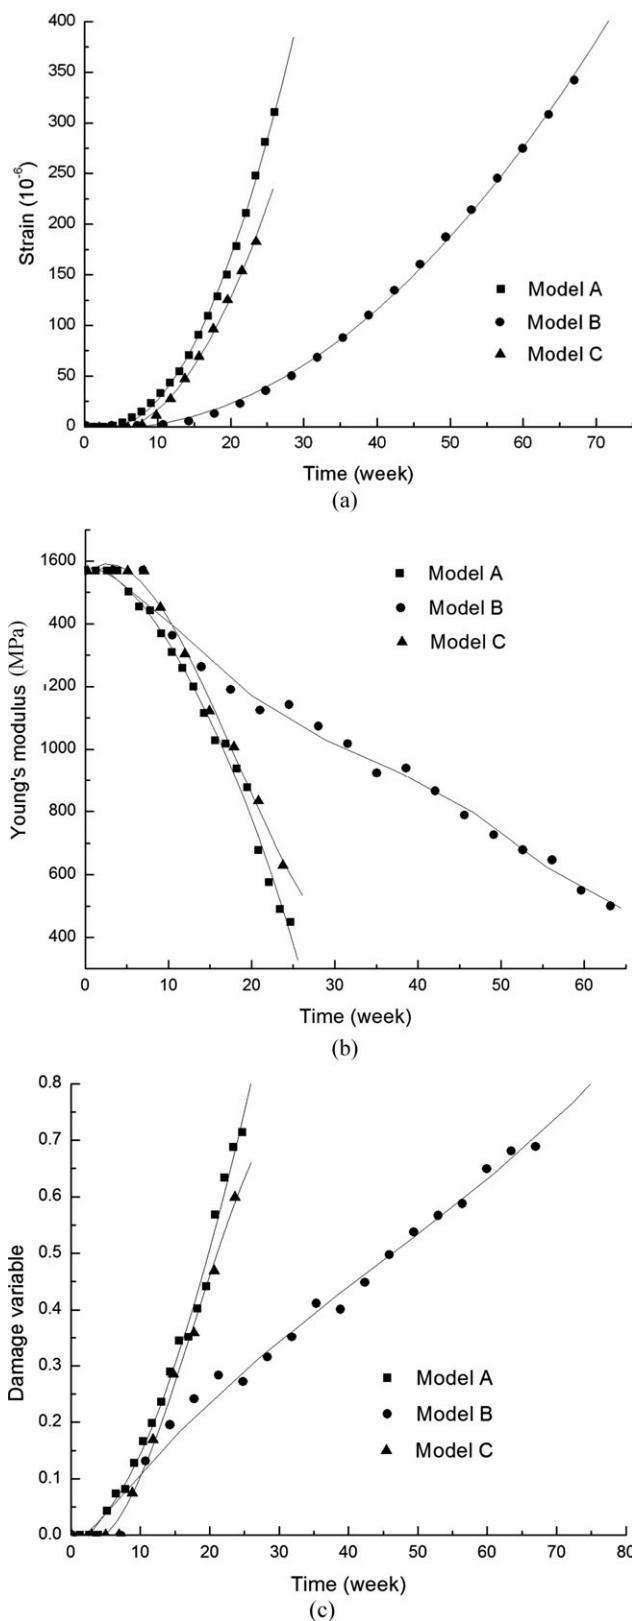 400
350
300
250
200
150
100
50
0
Strain (10⁻⁶)
Model A
Model B
Model C
0 10 20 30 40 50 60 70
Time (week)
(a)
1600
400
200
1000
800
600
400
Young's modulus (MPa)
Model A
Model B
Model C
0 10 20 30 40 50 60
Time (week)
(b)
0.8
0.7
0.6
0.5
0.4
0.3
0.2
0.1
0.0
Damage variable
Model A
Model B
Model C
0 10 20 30 40 50 60 70 80
Time (week)
(c)